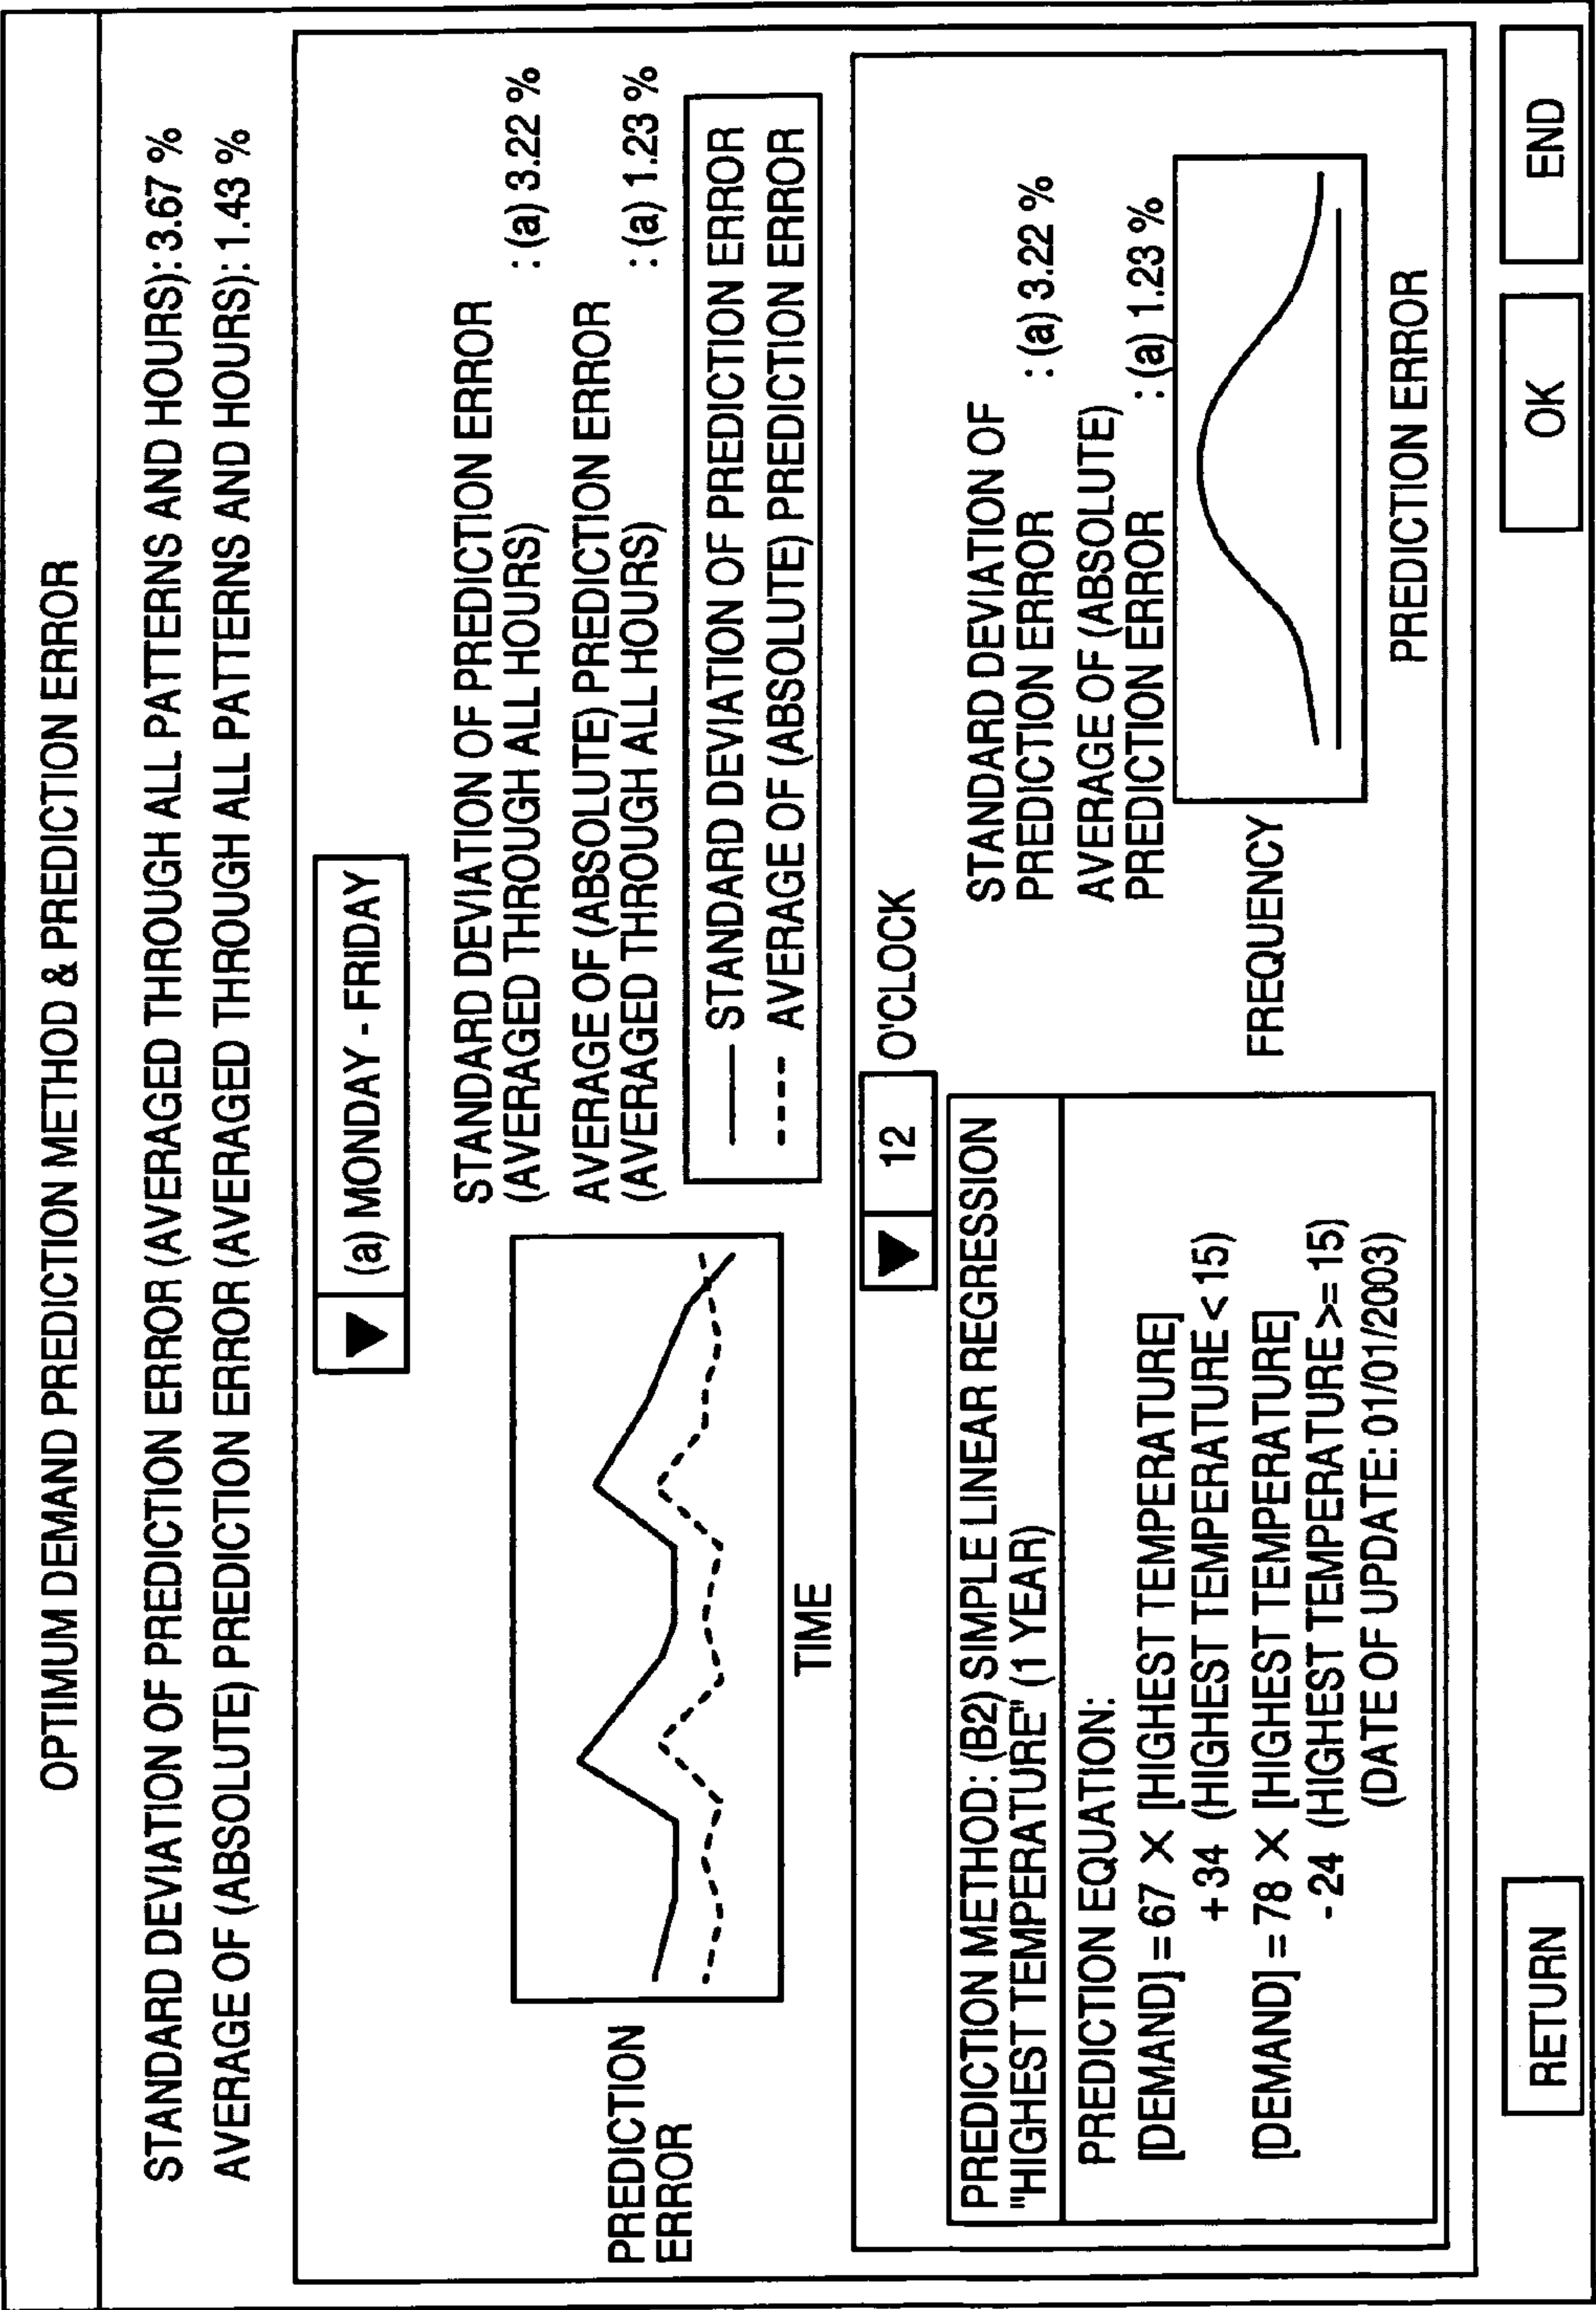 OPTIMUM DEMAND PREDICTION METHOD & PREDICTION ERROR
STANDARD DEVIATION OF PREDICTION ERROR (AVERAGED THROUGH ALL PATTERNS AND HOURS): 3.67 %
AVERAGE OF (ABSOLUTE) PREDICTION ERROR (AVERAGED THROUGH ALL PATTERNS AND HOURS): 1.43 %
▼ (a) MONDAY - FRIDAY
PREDICTION
ERROR
TIME
STANDARD DEVIATION OF PREDICTION ERROR
(AVERAGED THROUGH ALL HOURS) : (a) 3.22 %
AVERAGE OF (ABSOLUTE) PREDICTION ERROR
(AVERAGED THROUGH ALL HOURS) : (a) 1.23 %
STANDARD DEVIATION OF PREDICTION ERROR
AVERAGE OF (ABSOLUTE) PREDICTION ERROR
▼ 12 O'CLOCK
PREDICTION METHOD: (B2) SIMPLE LINEAR REGRESSION
"HIGHEST TEMPERATURE" (1 YEAR)
PREDICTION EQUATION:
[DEMAND] = 67 × [HIGHEST TEMPERATURE]
+ 34 (HIGHEST TEMPERATURE < 15)
[DEMAND] = 78 × [HIGHEST TEMPERATURE]
- 24 (HIGHEST TEMPERATURE >= 15)
(DATE OF UPDATE: 01/01/2003)
STANDARD DEVIATION OF
PREDICTION ERROR : (a) 3.22 %
AVERAGE OF (ABSOLUTE)
PREDICTION ERROR : (a) 1.23 %
FREQUENCY
PREDICTION ERROR
RETURN
OK
END